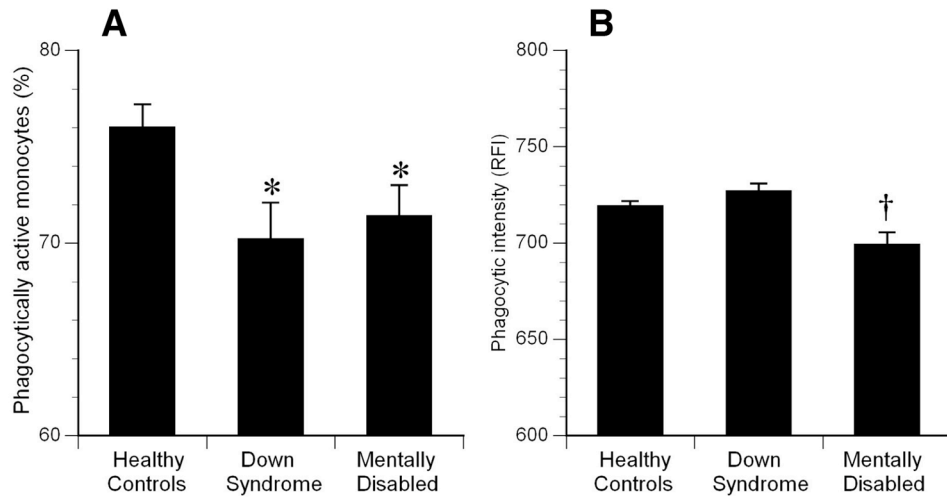 A
Phagocytically active monocytes (%)
80
70
60
*
*
Healthy
Controls
Down
Syndrome
Mentally
Disabled
B
Phagocytic intensity (RFI)
800
750
700
650
600
‡
Healthy
Controls
Down
Syndrome
Mentally
Disabled